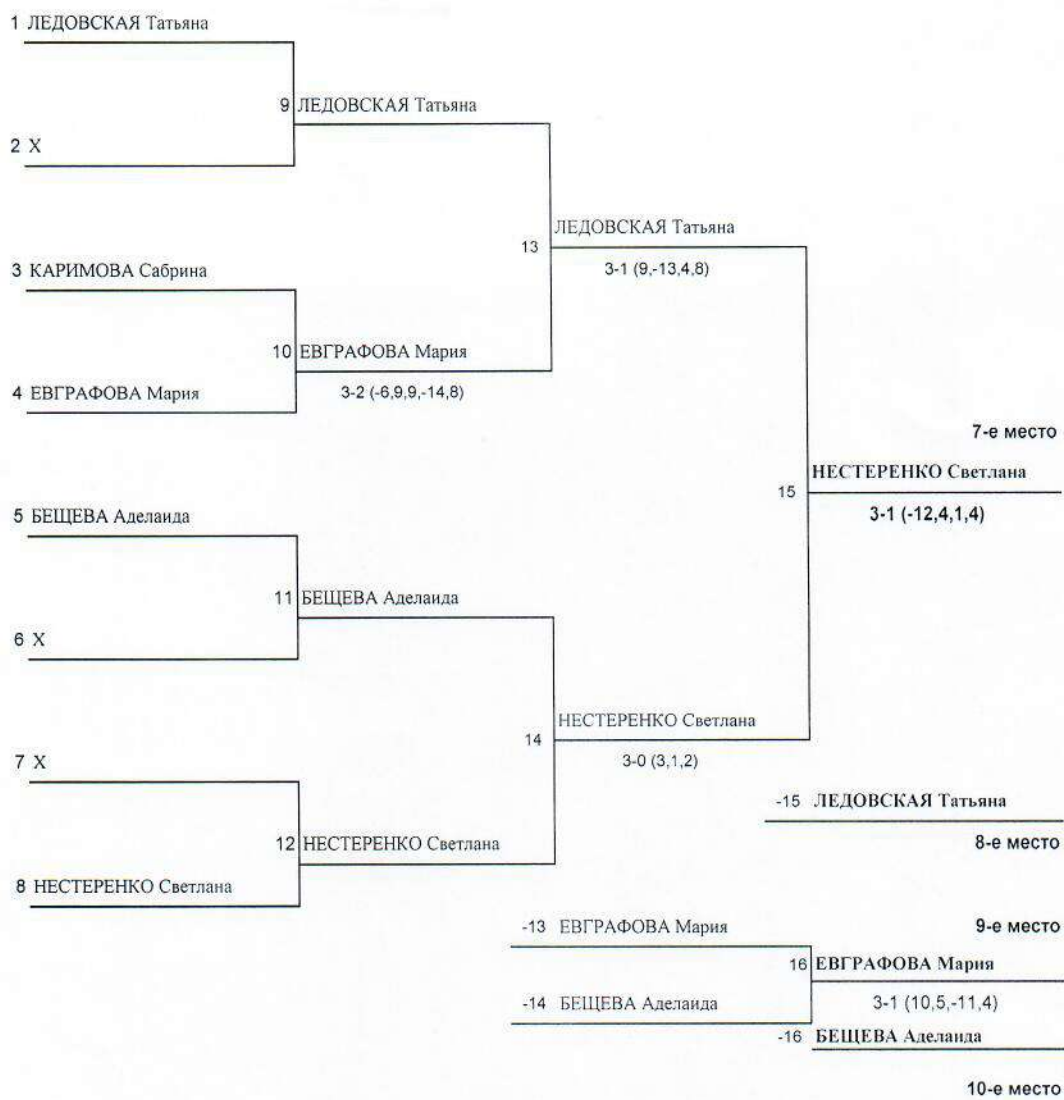 1 ЛЕДОВСКАЯ Татьяна
9 ЛЕДОВСКАЯ Татьяна
2 X
13 ЛЕДОВСКАЯ Татьяна
3-1 (9,-13,4,8)
3 КАРИМОВА Сабрина
10 ЕВГРАФОВА Мария
3-2 (-6,9,9,-14,8)
4 ЕВГРАФОВА Мария
7-е место
15 НЕСТЕРЕНКО Светлана
3-1 (-12,4,1,4)
5 БЕЩЕВА Аделаида
11 БЕЩЕВА Аделаида
6 X
14 НЕСТЕРЕНКО Светлана
3-0 (3,1,2)
7 X
-15 ЛЕДОВСКАЯ Татьяна
8-е место
12 НЕСТЕРЕНКО Светлана
8 НЕСТЕРЕНКО Светлана
-13 ЕВГРАФОВА Мария
9-е место
16 ЕВГРАФОВА Мария
3-1 (10,5,-11,4)
-14 БЕЩЕВА Аделаида
-16 БЕЩЕВА Аделаида
10-е место